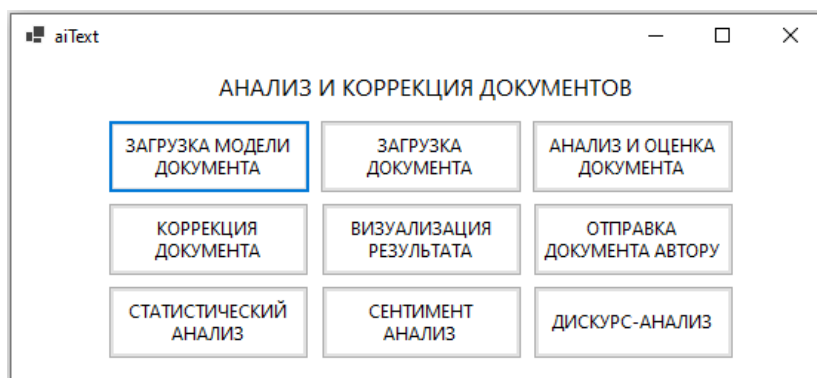 aiText
АНАЛИЗ И КОРРЕКЦИЯ ДОКУМЕНТОВ
ЗАГРУЗКА МОДЕЛИ
ДОКУМЕНТА
ЗАГРУЗКА
ДОКУМЕНТА
АНАЛИЗ И ОЦЕНКА
ДОКУМЕНТА
КОРРЕКЦИЯ
ДОКУМЕНТА
ВИЗУАЛИЗАЦИЯ
РЕЗУЛЬТАТА
ОТПРАВКА
ДОКУМЕНТА АВТОРУ
СТАТИСТИЧЕСКИЙ
АНАЛИЗ
СЕНТИМЕНТ
АНАЛИЗ
ДИСКУРС-АНАЛИЗ